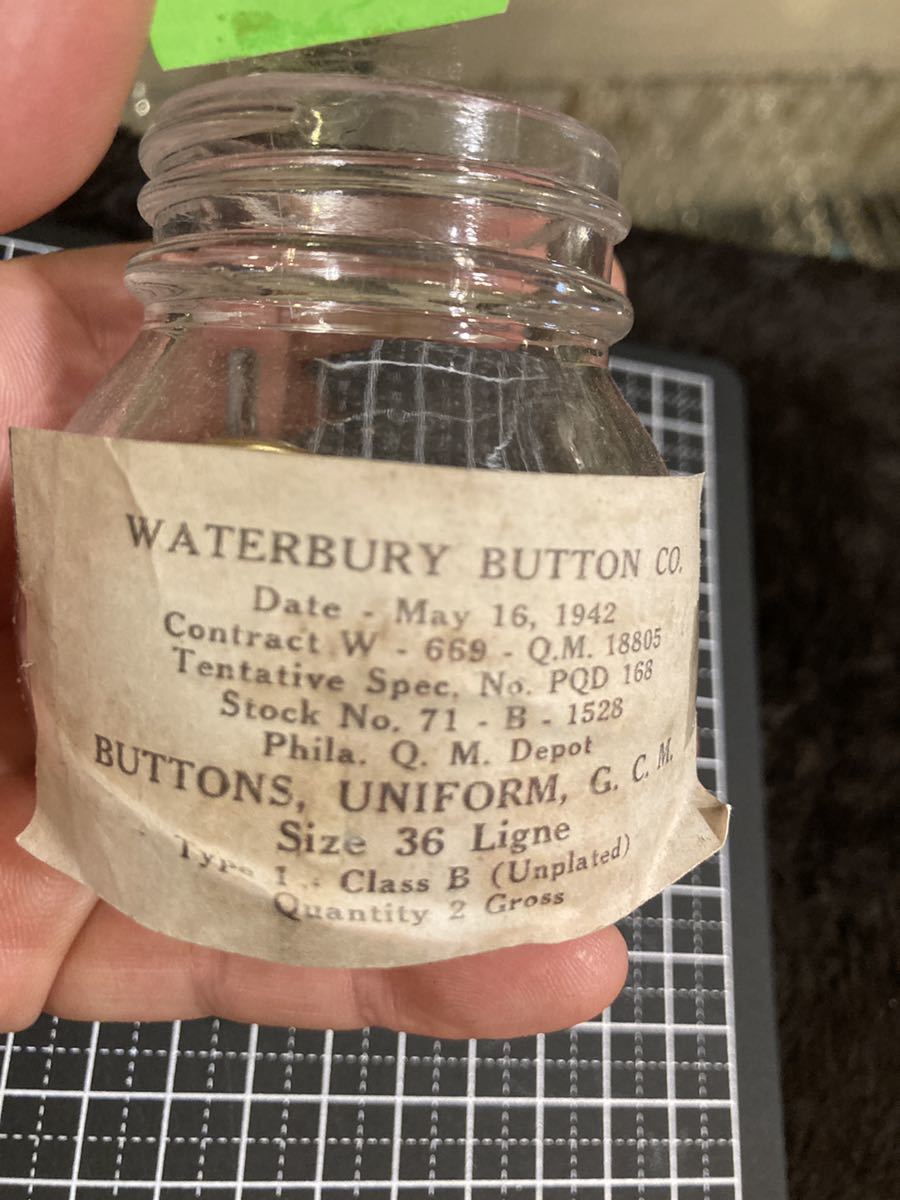 WATERBURY BUTTON CO.
Date - May 16, 1942
Contract W - 669 - Q.M. 18805
Tentative Spec. No. PQD 168
Stock No. 71 - B - 1528
Phila. Q. M. Depot
BUTTONS, UNIFORM, G. C. M.
Size 36 Ligne
Type I : Class B (Unplated)
Quantity 2 Gross